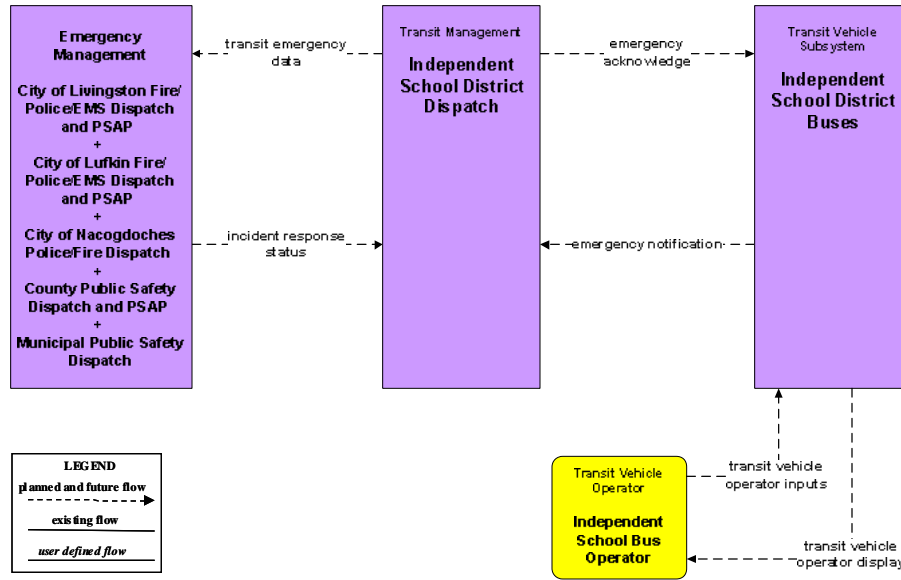 Emergency
Management
City of Livingston Fire/
Police/EMS Dispatch
and PSAP
+
City of Lufkin Fire/
Police/EMS Dispatch
and PSAP
+
City of Nacogdoches
Police/Fire Dispatch
+
County Public Safety
Dispatch and PSAP
+
Municipal Public Safety
Dispatch
transit emergency
data
incident response
status
Transit Management
Independent
School District
Dispatch
emergency
acknowledge
emergency notification
Transit Vehicle
Subsystem
Independent
School District
Buses
LEGEND
planned and future flow
existing flow
user defined flow
Transit Vehicle
Operator
Independent
School Bus
Operator
transit vehicle
operator inputs
transit vehicle
operator display